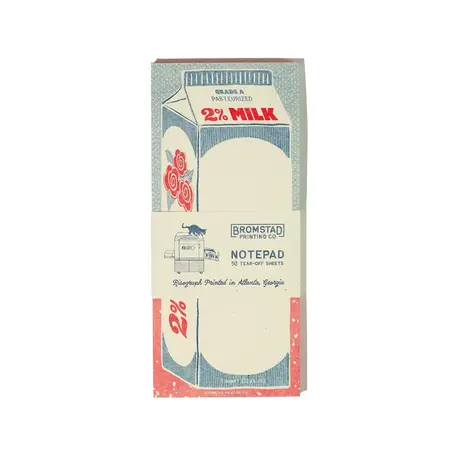 GRADE A
PASTEURIZED
2% MILK
BROMSTAD
PRINTING CO.
NOTEPAD
50 TEAR-OFF SHEETS
Risograph Printed in Atlanta, Georgia
2%